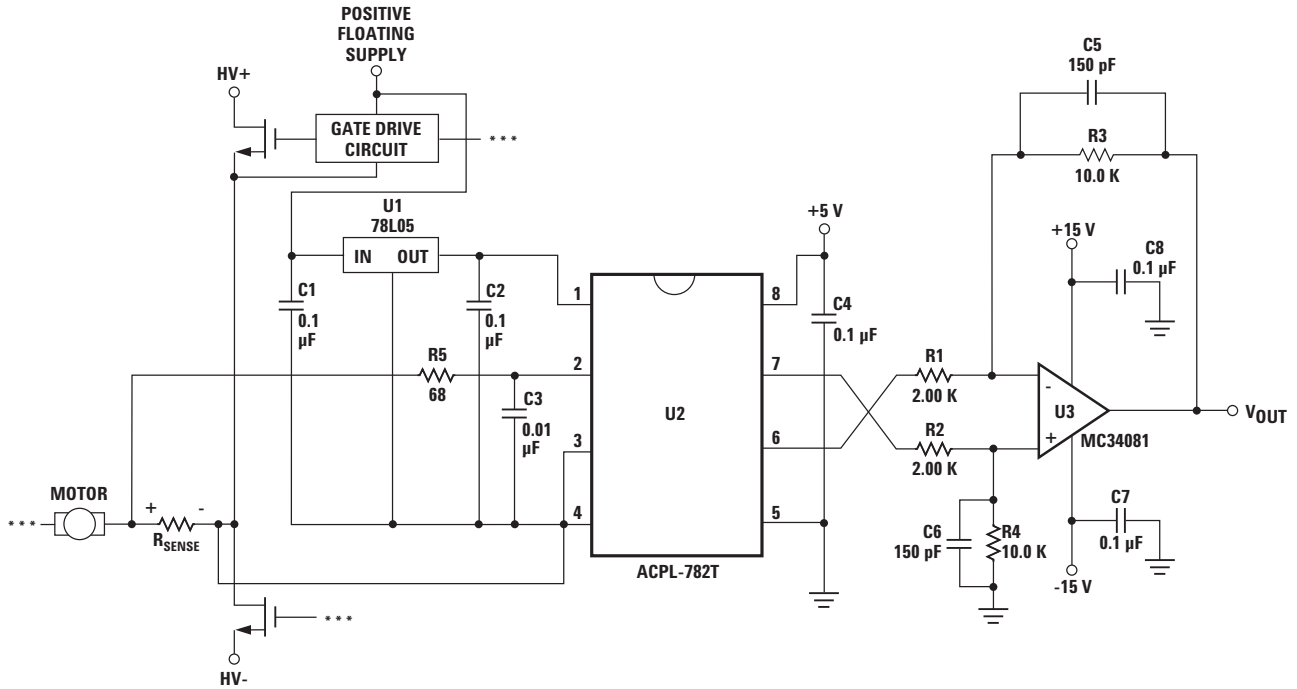 POSITIVE
FLOATING
SUPPLY
HV+
GATE DRIVE
CIRCUIT
***
U1
78L05
IN OUT
C1
0.1
µF
C2
0.1
µF
R5
68
C3
0.01
µF
MOTOR
***
+ -
RSENSE
***
HV-
1
2
3
4
U2
8
7
6
5
ACPL-782T
+5 V
C4
0.1 µF
R1
2.00 K
R2
2.00 K
C5
150 pF
R3
10.0 K
+15 V
C8
0.1 µF
-
U3
+
MC34081
VOUT
C6
150 pF
R4
10.0 K
C7
0.1 µF
-15 V